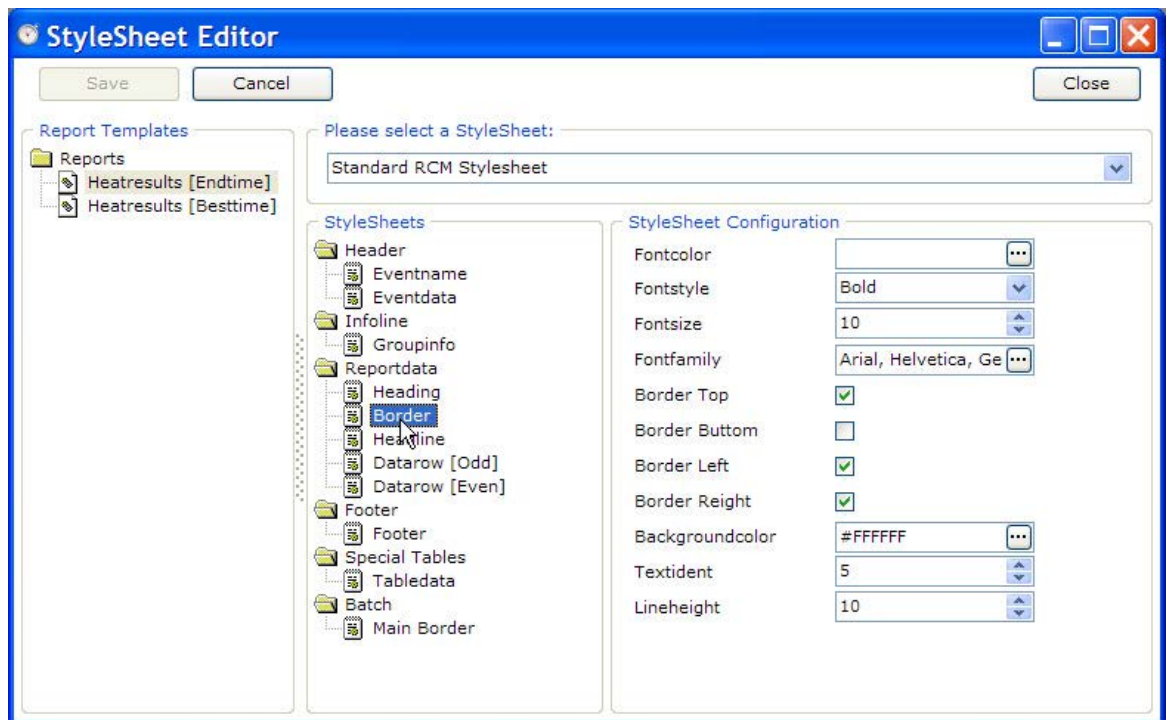 StyleSheet Editor
Save
Cancel
Close
Report Templates
Reports
Heatresults [Endtime]
Heatresults [Besttime]
Please select a StyleSheet:
Standard RCM Stylesheet
StyleSheets
Header
Eventname
Eventdata
Infoline
Groupinfo
Reportdata
Heading
Border
Headline
Datarow [Odd]
Datarow [Even]
Footer
Footer
Special Tables
Tabledata
Batch
Main Border
StyleSheet Configuration
Fontcolor
Fontstyle Bold
Fontsize 10
Fontfamily Arial, Helvetica, Ge
Border Top
Border Buttom
Border Left
Border Reight
Backgroundcolor #FFFFFF
Textident 5
Lineheight 10